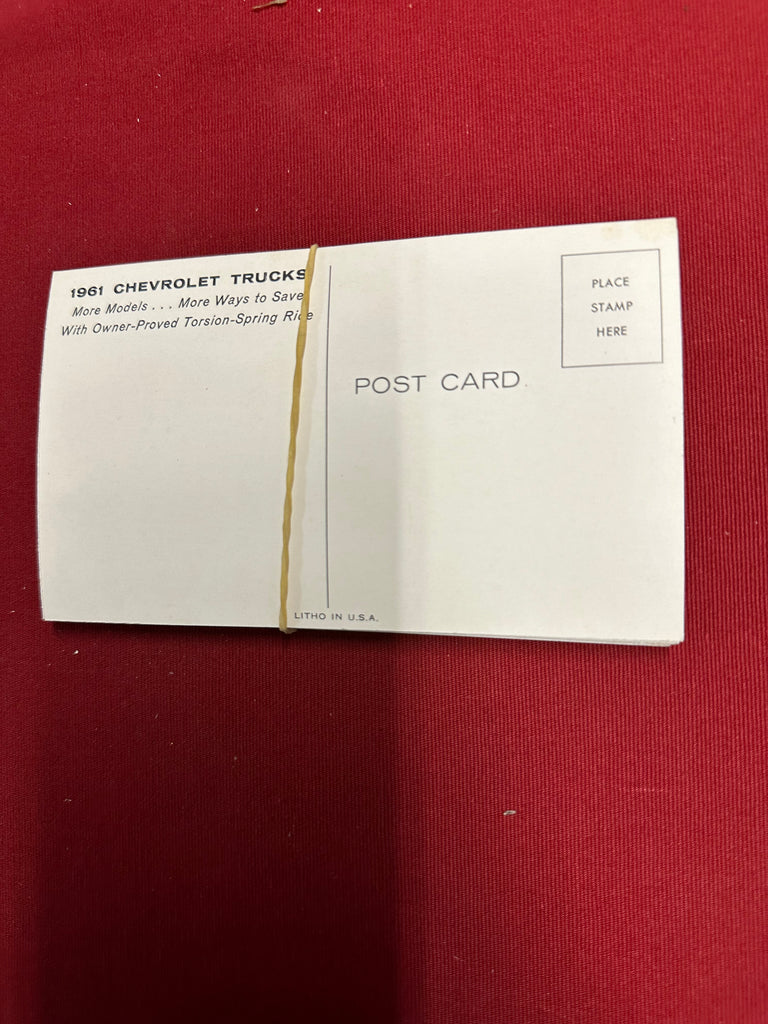 1961 CHEVROLET TRUCKS
More Models . . . More Ways to Save
With Owner-Proved Torsion-Spring Ride
PLACE
STAMP
HERE
POST CARD
LITHO IN U.S.A.